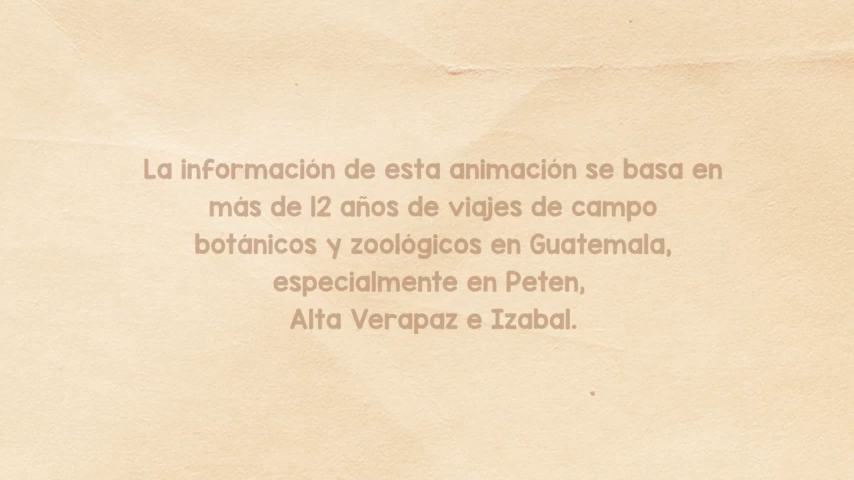 La información de esta animación se basa en
más de 12 años de viajes de campo
botánicos y zoológicos en Guatemala,
especialmente en Peten,
Alta Verapaz e Izabal.